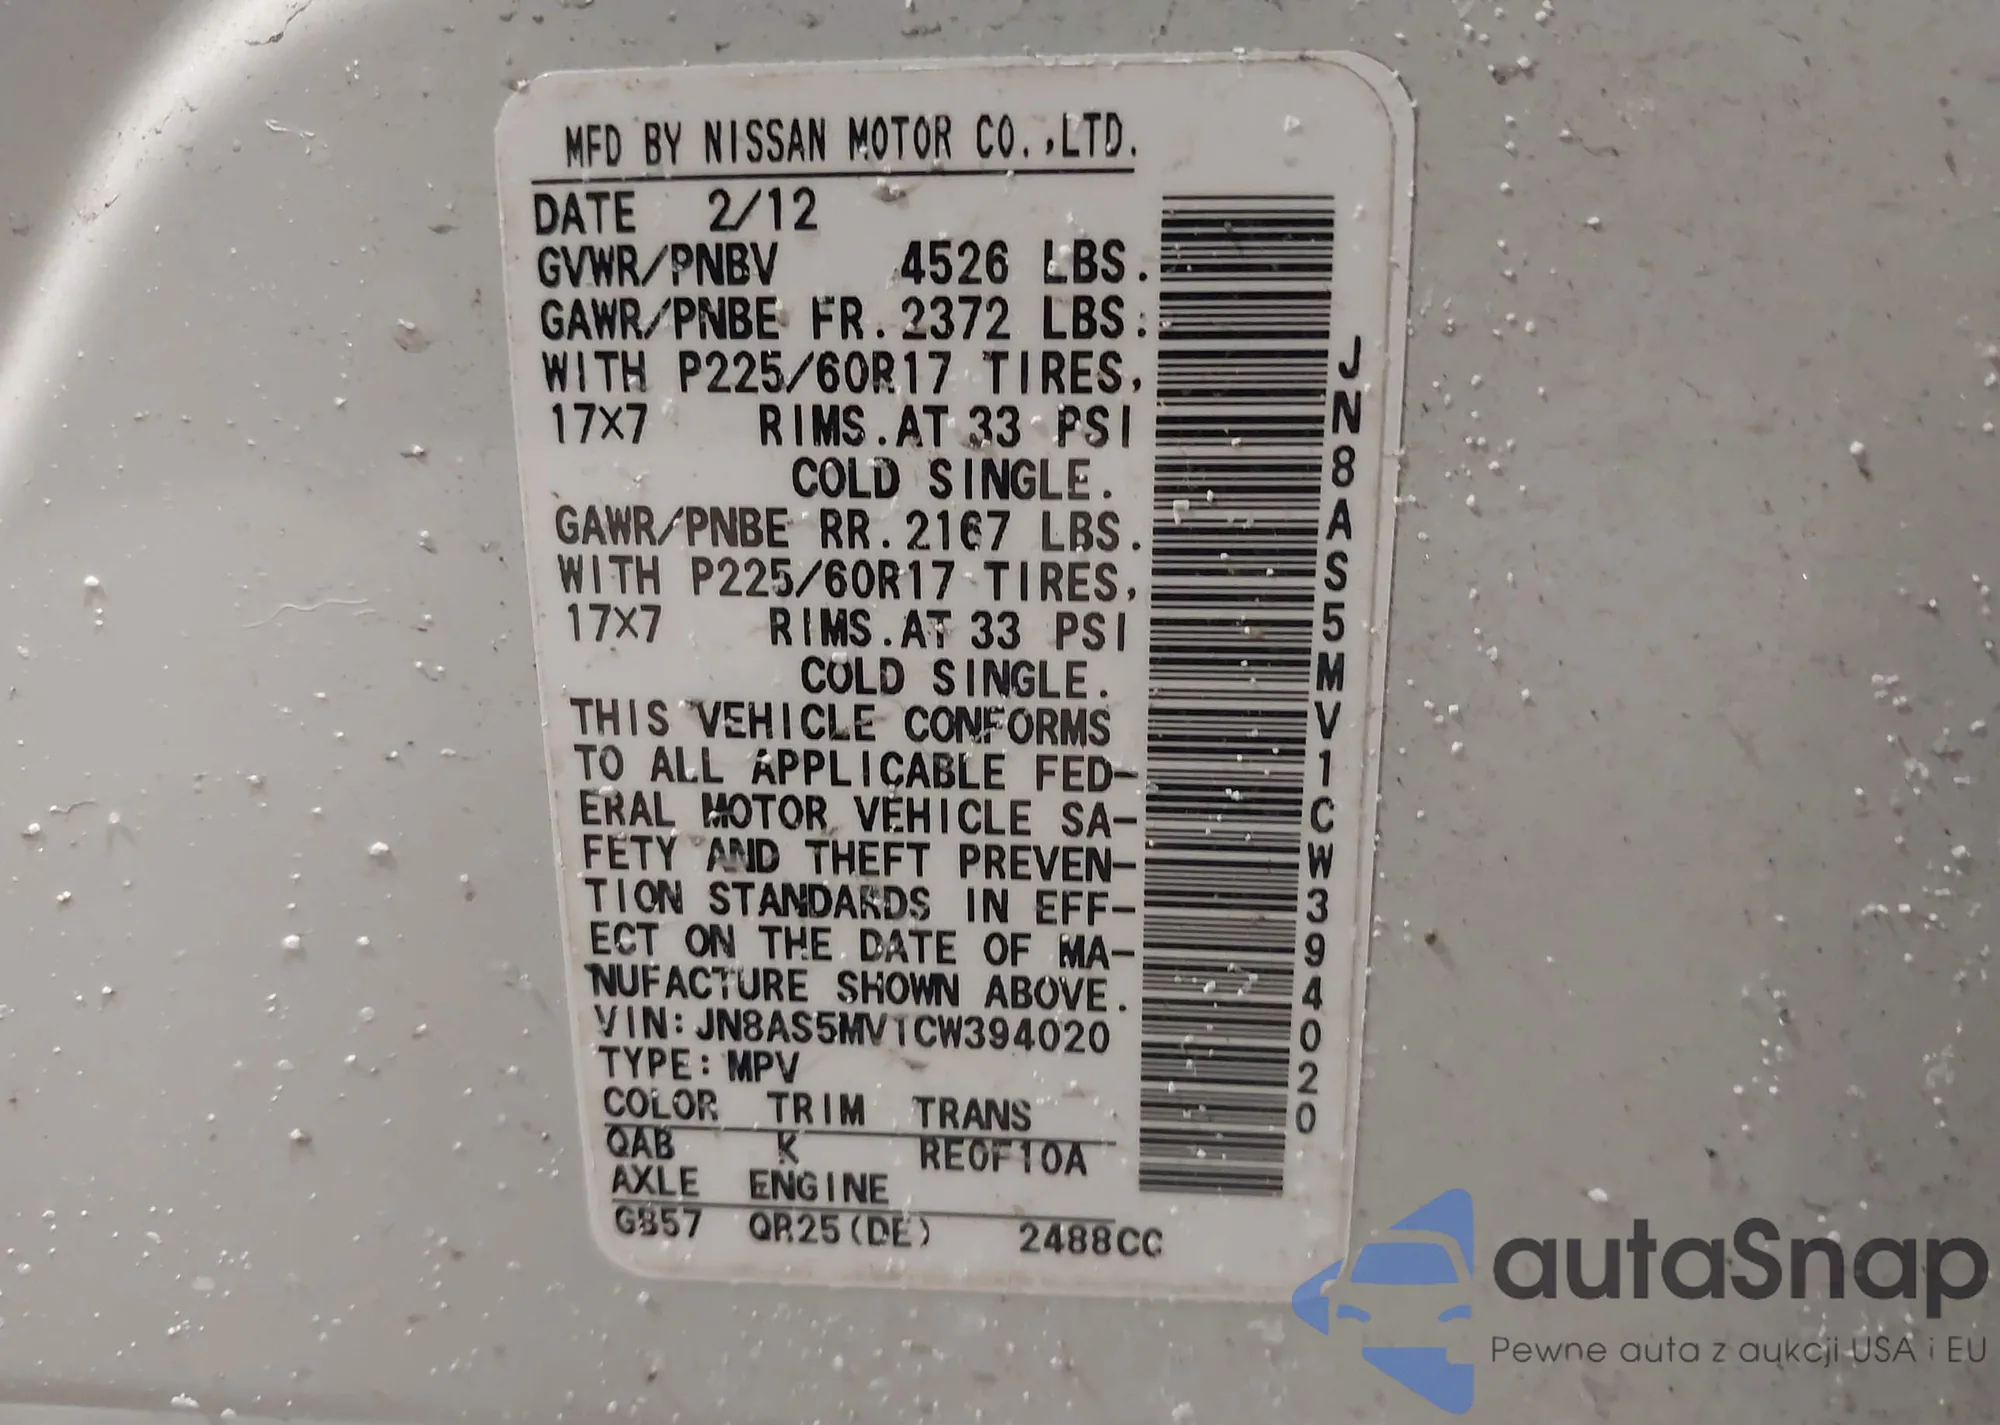 MFD BY NISSAN MOTOR CO.,LTD.
DATE 2/12
GVWR/PNBV 4526 LBS.
GAWR/PNBE FR. 2372 LBS.
WITH P225/60R17 TIRES,
17X7 RIMS.AT 33 PSI
COLD SINGLE.
GAWR/PNBE RR. 2167 LBS.
WITH P225/60R17 TIRES,
17X7 RIMS.AT 33 PSI
COLD SINGLE.
THIS VEHICLE CONFORMS
TO ALL APPLICABLE FED-
ERAL MOTOR VEHICLE SA-
FETY AND THEFT PREVEN-
TION STANDARDS IN EFF-
ECT ON THE DATE OF MA-
NUFACTURE SHOWN ABOVE.
VIN: JN8AS5MV1CW394020
TYPE: MPV
COLOR TRIM TRANS
QAB K RE0F10A
AXLE ENGINE
GB57 QR25(DE) 2488CC
JN8AS5MV1CW394020
autaSnap
Pewne auta z aukcji USA i EU